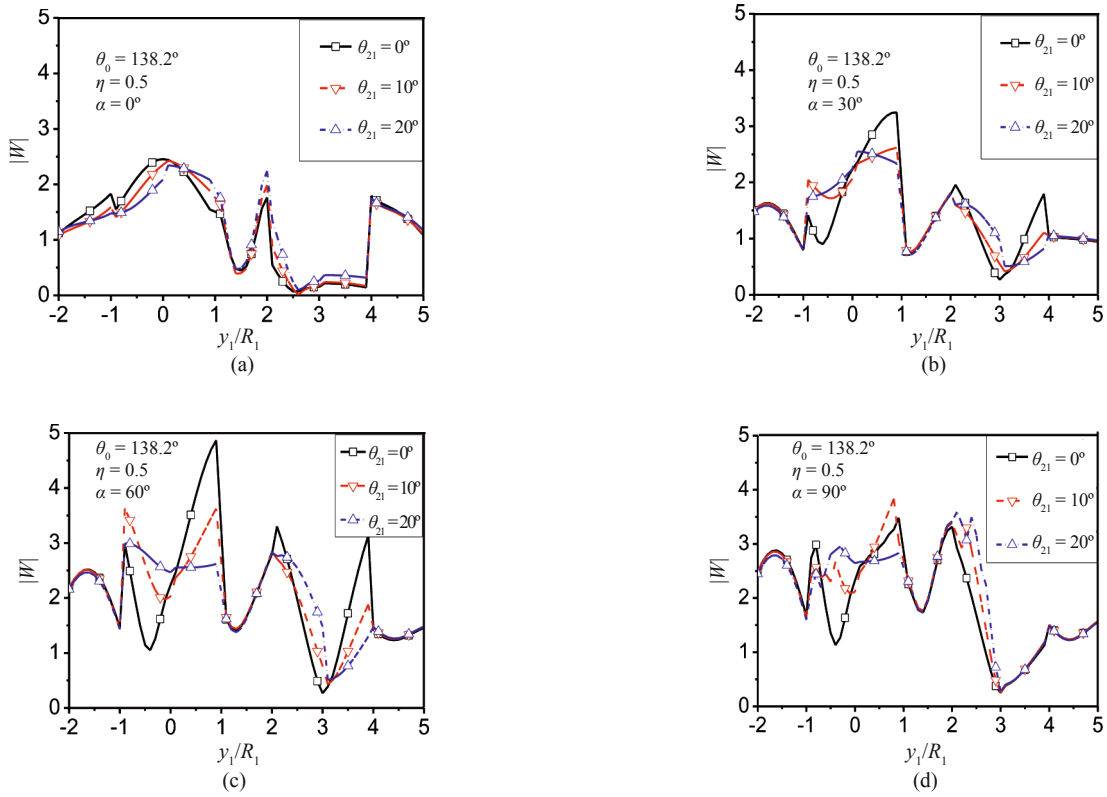 5
4
3
2
1
0
|W|
θ₀ = 138.2º
η = 0.5
α = 0º
θ₂₁ = 0º
θ₂₁ = 10º
θ₂₁ = 20º
-2 -1 0 1 2 3 4 5
y₁/R₁
(a)
5
4
3
2
1
0
|W|
θ₀ = 138.2º
η = 0.5
α = 30º
θ₂₁ = 0º
θ₂₁ = 10º
θ₂₁ = 20º
-2 -1 0 1 2 3 4 5
y₁/R₁
(b)
5
4
3
2
1
0
|W|
θ₀ = 138.2º
η = 0.5
α = 60º
θ₂₁ = 0º
θ₂₁ = 10º
θ₂₁ = 20º
-2 -1 0 1 2 3 4 5
y₁/R₁
(c)
5
4
3
2
1
0
|W|
θ₀ = 138.2º
η = 0.5
α = 90º
θ₂₁ = 0º
θ₂₁ = 10º
θ₂₁ = 20º
-2 -1 0 1 2 3 4 5
y₁/R₁
(d)